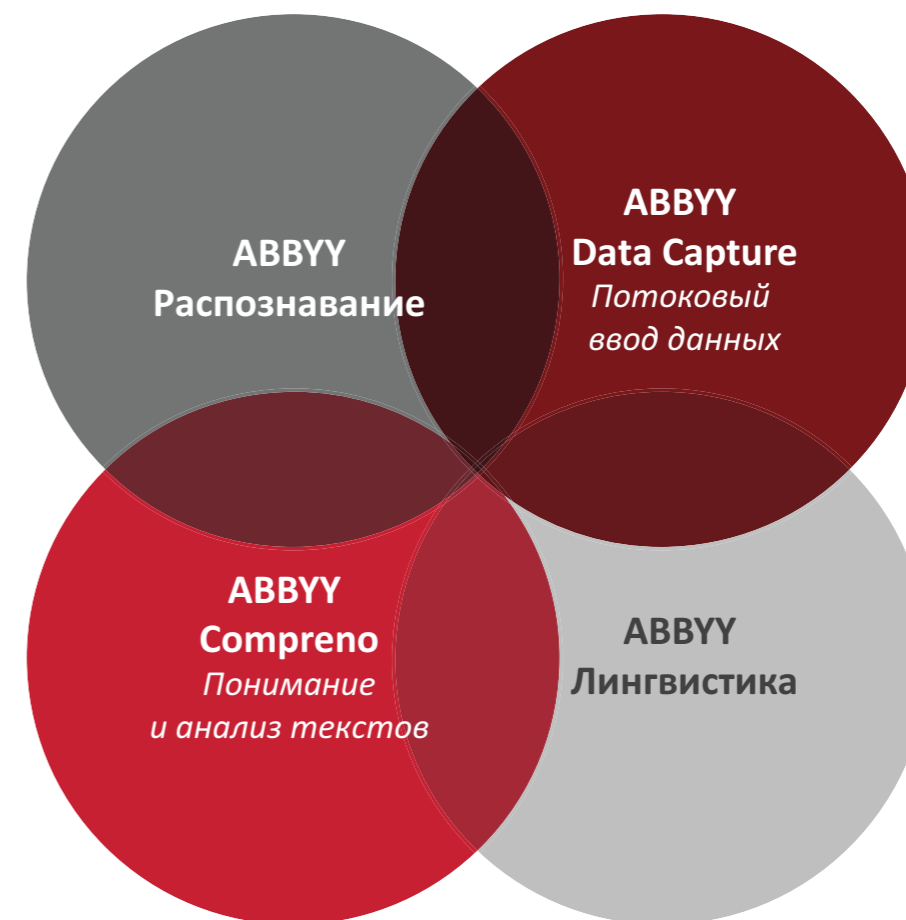 ABBYY
Распознавание
ABBYY
Data Capture
Потоковый
ввод данных
ABBYY
Compreno
Понимание
и анализ текстов
ABBYY
Лингвистика